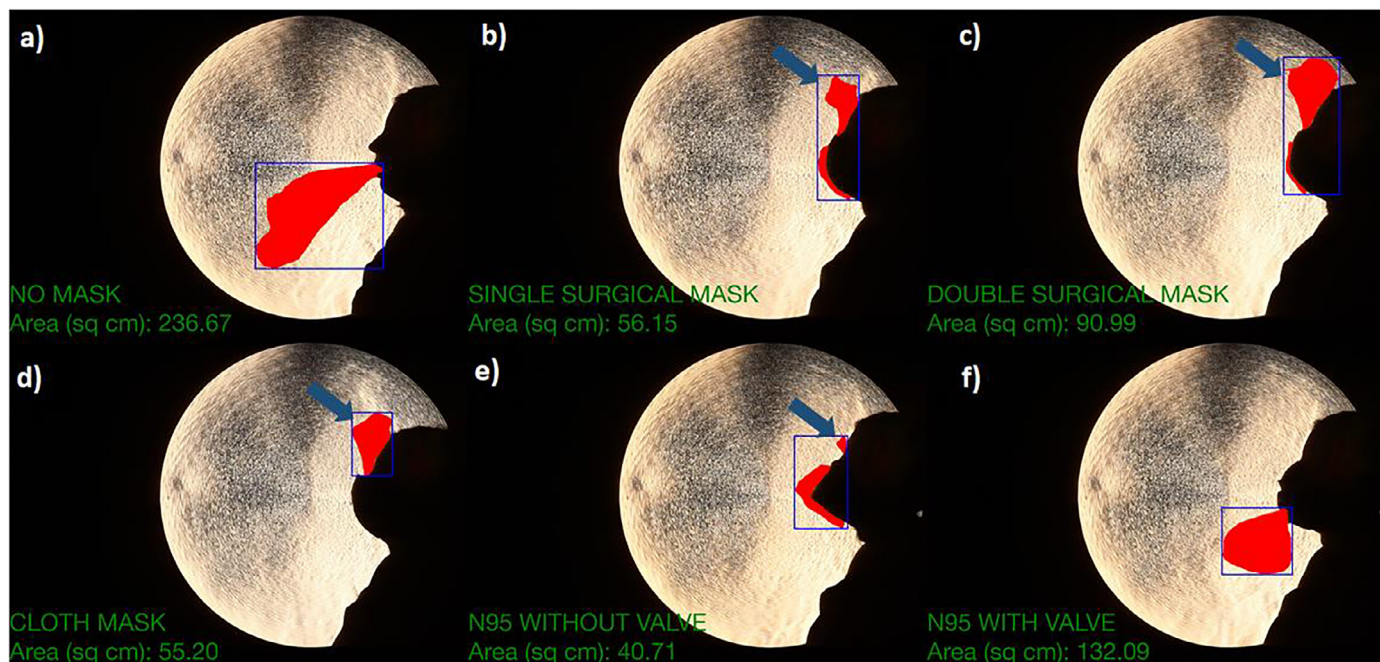 a)
NO MASK
Area (sq cm): 236.67
b)
SINGLE SURGICAL MASK
Area (sq cm): 56.15
c)
DOUBLE SURGICAL MASK
Area (sq cm): 90.99
d)
CLOTH MASK
Area (sq cm): 55.20
e)
N95 WITHOUT VALVE
Area (sq cm): 40.71
f)
N95 WITH VALVE
Area (sq cm): 132.09